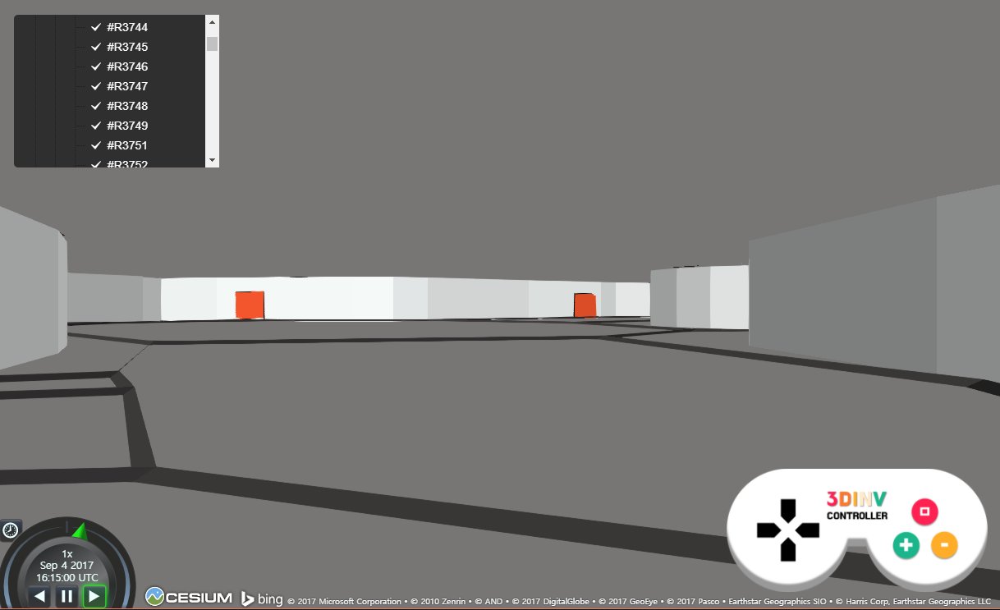 #R3744
#R3745
#R3746
#R3747
#R3748
#R3749
#R3751
#R3752
3DINV
CONTROLLER
1x
Sep 4 2017
16:15:00 UTC
CESIUM bing © 2017 Microsoft Corporation • © 2010 Zenrin • © AND • © 2017 DigitalGlobe • © 2017 GeoEye • © 2017 Pasco • Earthstar Geographics SIO • © Harris Corp, Earthstar Geographics LLC